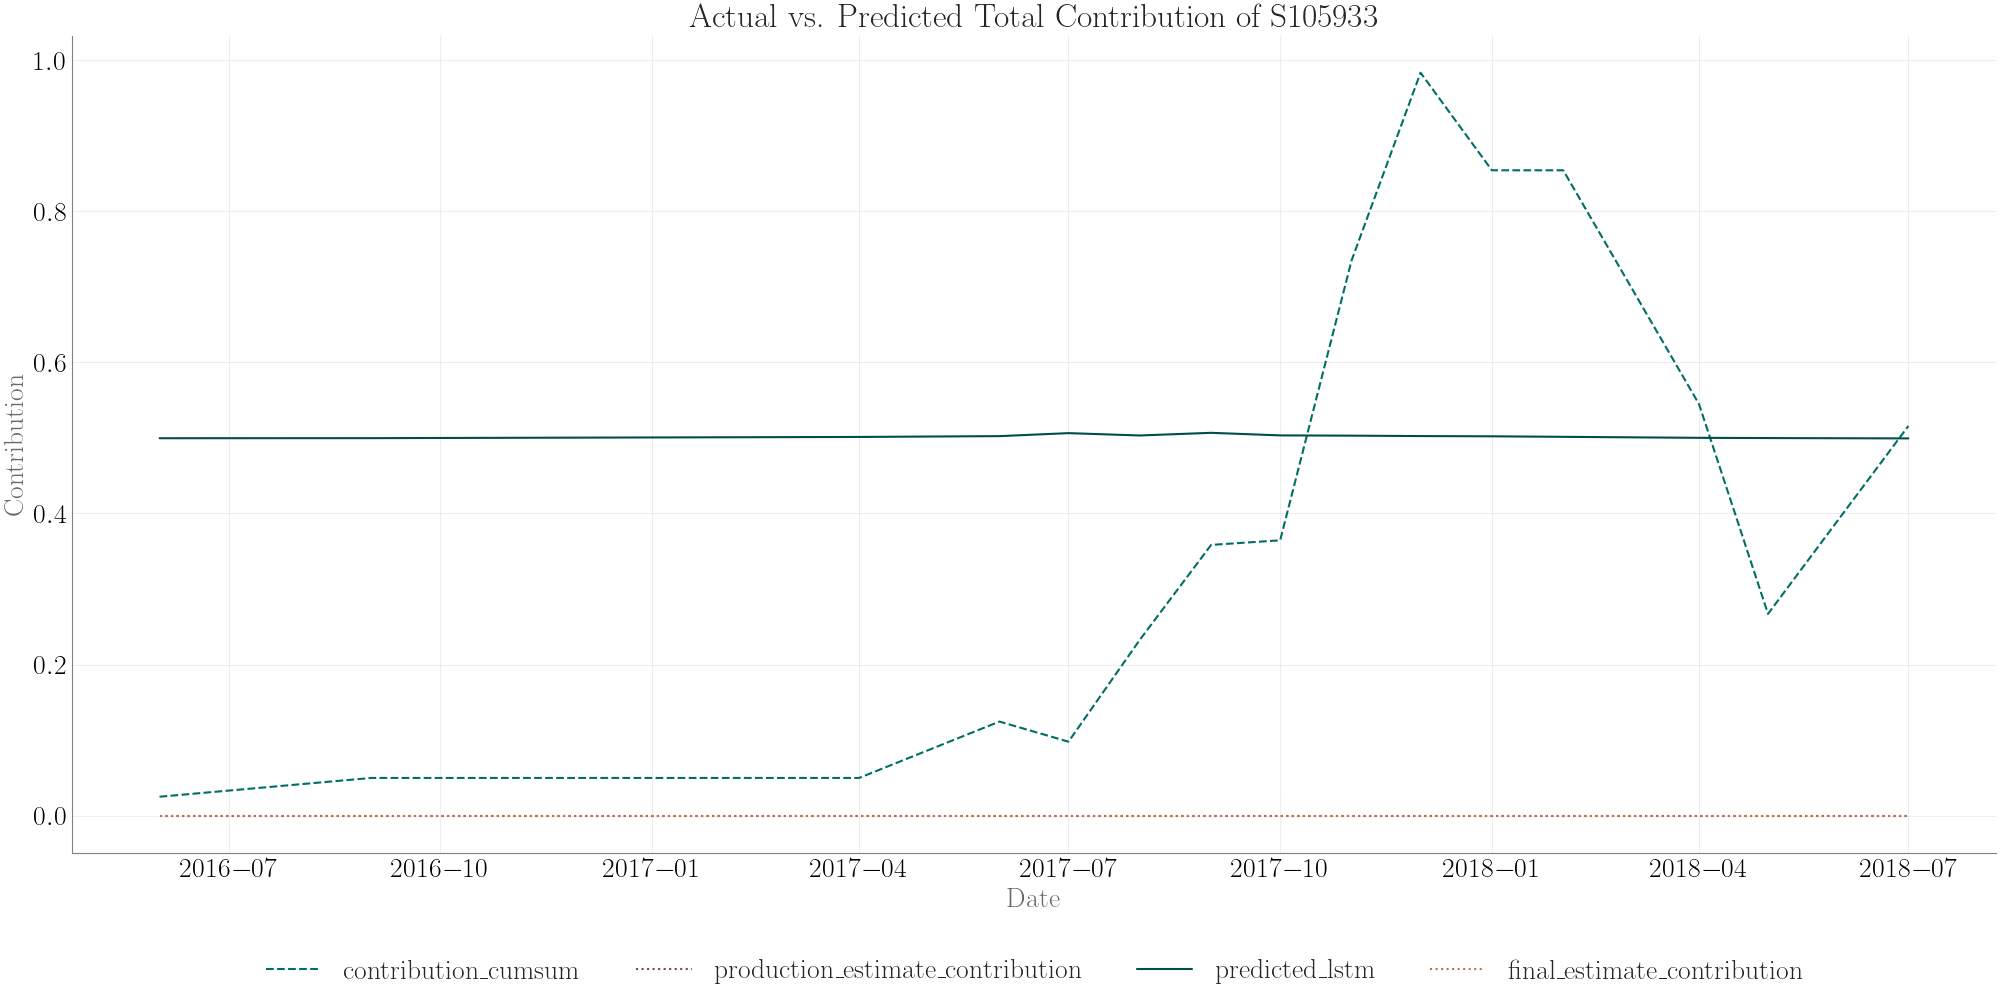 Actual vs. Predicted Total Contribution of S105933
1.0
0.8
0.6
0.4
0.2
0.0
Contribution
2016–07 2016–10 2017–01 2017–04 2017–07 2017–10 2018–01 2018–04 2018–07
Date
contribution_cumsum production_estimate_contribution predicted_lstm final_estimate_contribution